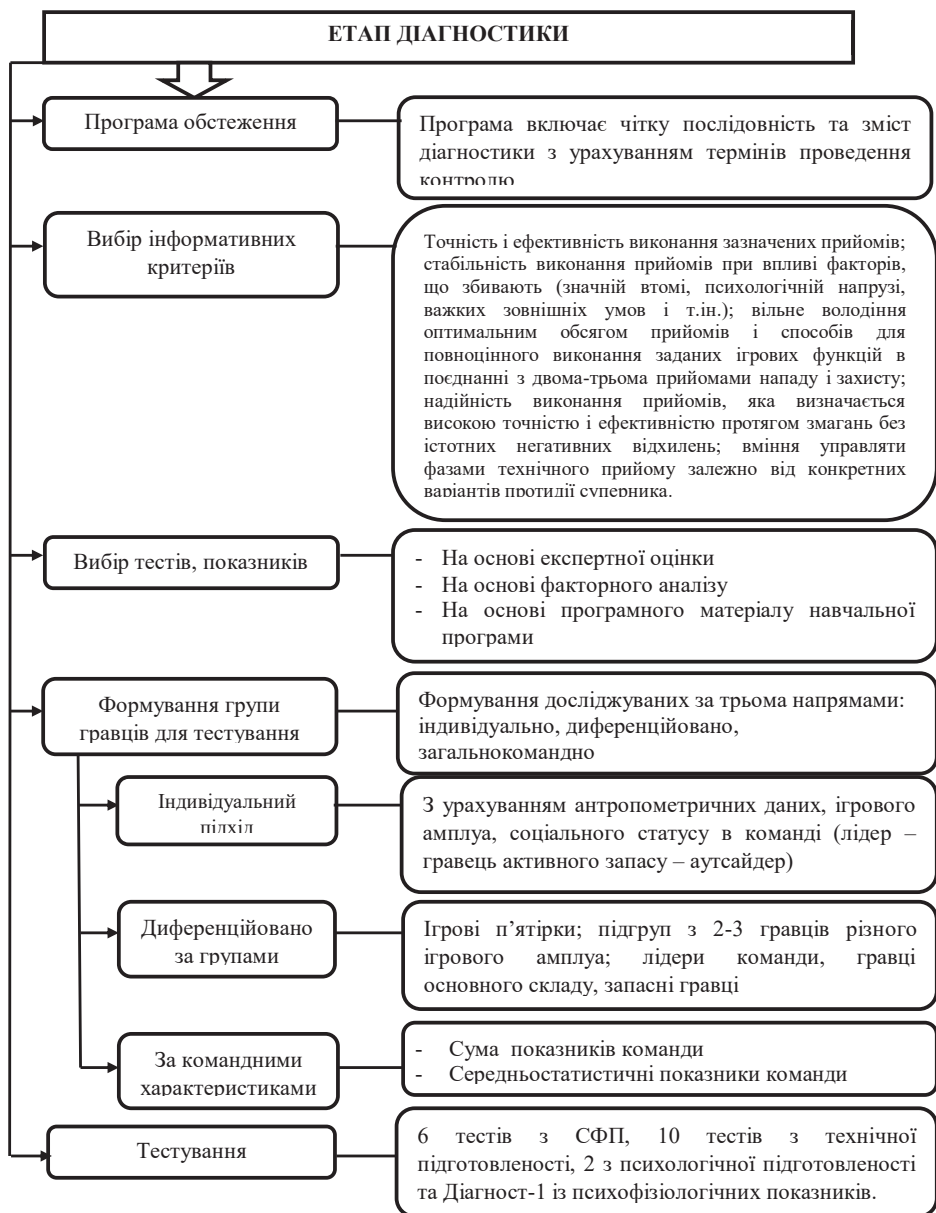 ЕТАП ДІАГНОСТИКИ
Програма обстеження
Програма включає чітку послідовність та зміст
діагностики з урахуванням термінів проведення
контролю
Вибір інформативних
критеріїв
Точність і ефективність виконання зазначених прийомів;
стабільність виконання прийомів при впливі факторів,
що збивають (значній втомі, психологічній напрузі,
важких зовнішніх умов і т.ін.); вільне володіння
оптимальним обсягом прийомів і способів для
повноцінного виконання заданих ігрових функцій в
поєднанні з двома-трьома прийомами нападу і захисту;
надійність виконання прийомів, яка визначається
високою точністю і ефективністю протягом змагань без
істотних негативних відхилень; вміння управляти
фазами технічного прийому залежно від конкретних
варіантів протидії суперника.
Вибір тестів, показників
- На основі експертної оцінки
- На основі факторного аналізу
- На основі програмного матеріалу навчальної
програми
Формування групи
гравців для тестування
Формування досліджуваних за трьома напрямами:
індивідуально, диференційовано,
загальнокомандно
Індивідуальний
підхід
З урахуванням антропометричних даних, ігрового
амплуа, соціального статусу в команді (лідер –
гравець активного запасу – аутсайдер)
Диференційовано
за групами
Ігрові п’ятірки; підгруп з 2-3 гравців різного
ігрового амплуа; лідери команди, гравці
основного складу, запасні гравці
За командними
характеристиками
- Сума показників команди
- Середньостатистичні показники команди
Тестування
6 тестів з СФП, 10 тестів з технічної
підготовленості, 2 з психологічної підготовленості
та Діагност-1 із психофізіологічних показників.